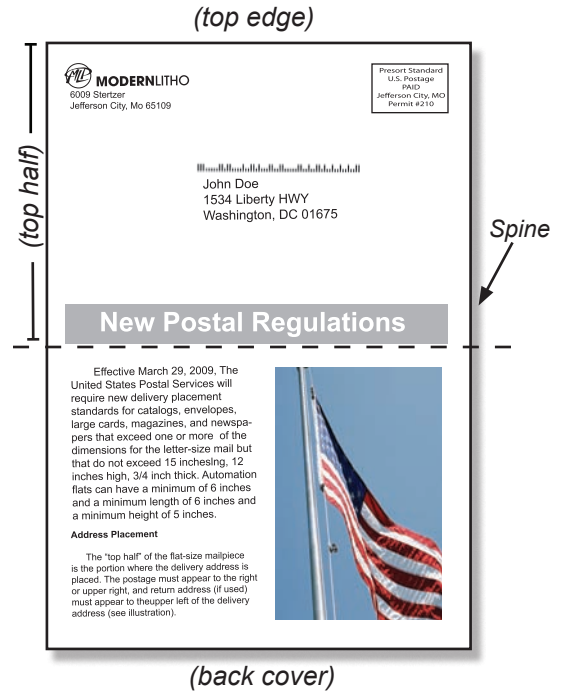 (top edge)
MLP MODERNLITHO
6009 Stertzer
Jefferson City, Mo 65109
Presort Standard
U.S. Postage
PAID
Jefferson City, MO
Permit #210
(top half)
John Doe
1534 Liberty HWY
Washington, DC 01675
Spine
New Postal Regulations
Effective March 29, 2009, The
United States Postal Services will
require new delivery placement
standards for catalogs, envelopes,
large cards, magazines, and newspa-
pers that exceed one or more of the
dimensions for the letter-size mail but
that do not exceed 15 incheslng, 12
inches high, 3/4 inch thick. Automation
flats can have a minimum of 6 inches
and a minimum length of 6 inches and
a minimum height of 5 inches.
Address Placement
The “top half” of the flat-size mailpiece
is the portion where the delivery address is
placed. The postage must appear to the right
or upper right, and return address (if used)
must appear to theupper left of the delivery
address (see illustration).
(back cover)